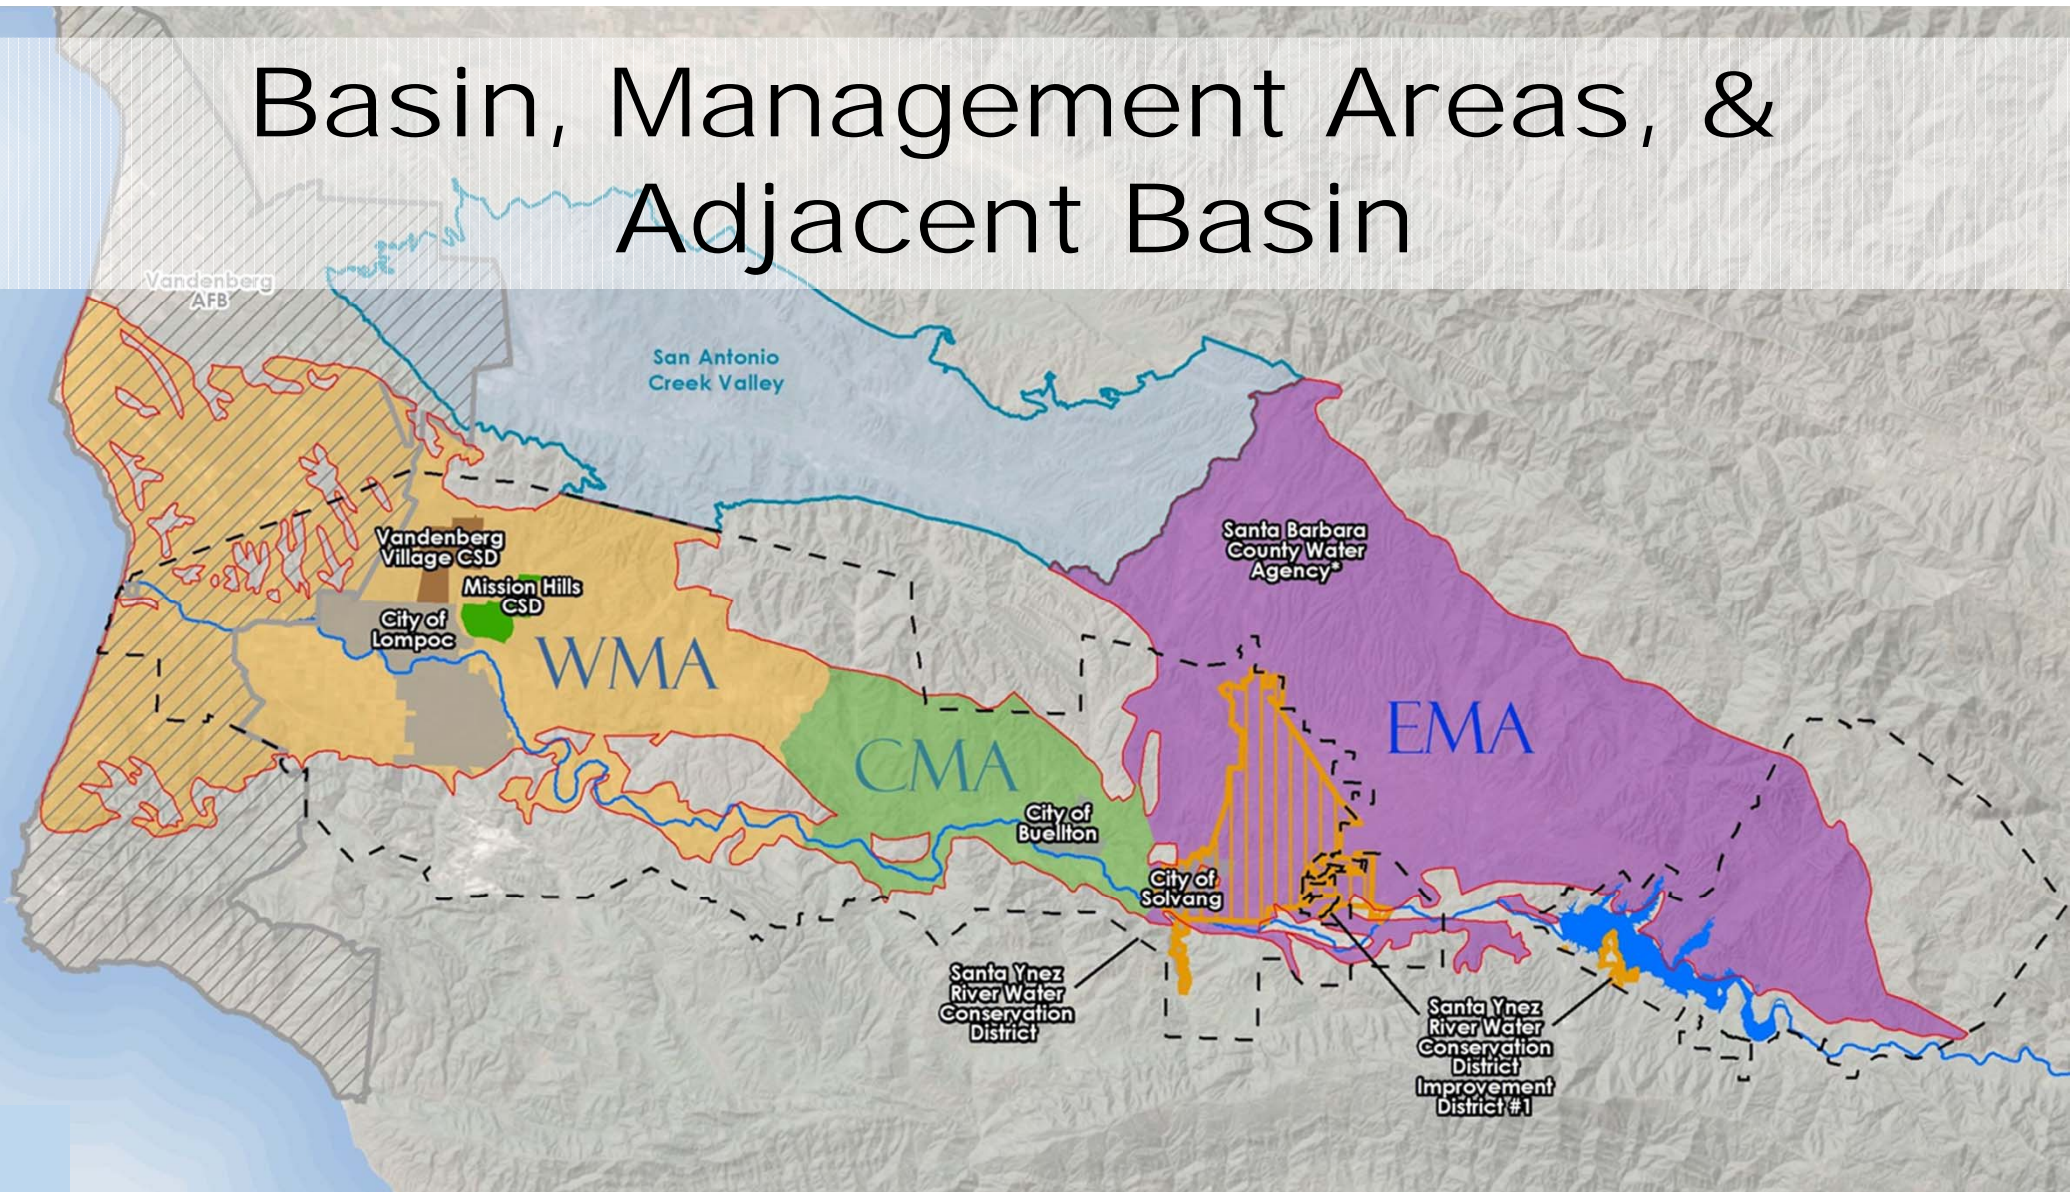 Basin, Management Areas, &
Adjacent Basin
Vandenberg
AFB
San Antonio
Creek Valley
Santa Barbara
County Water
Agency*
Vandenberg
Village CSD
Mission Hills
CSD
City of
Lompoc
WMA
EMA
CMA
City of
Buellton
City of
Solvang
Santa Ynez
River Water
Conservation
District
Santa Ynez
River Water
Conservation
District
Improvement
District #1